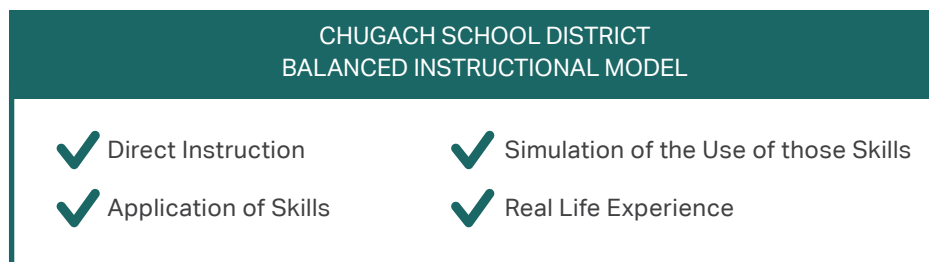 CHUGACH SCHOOL DISTRICT
BALANCED INSTRUCTIONAL MODEL
Direct Instruction
Simulation of the Use of those Skills
Application of Skills
Real Life Experience